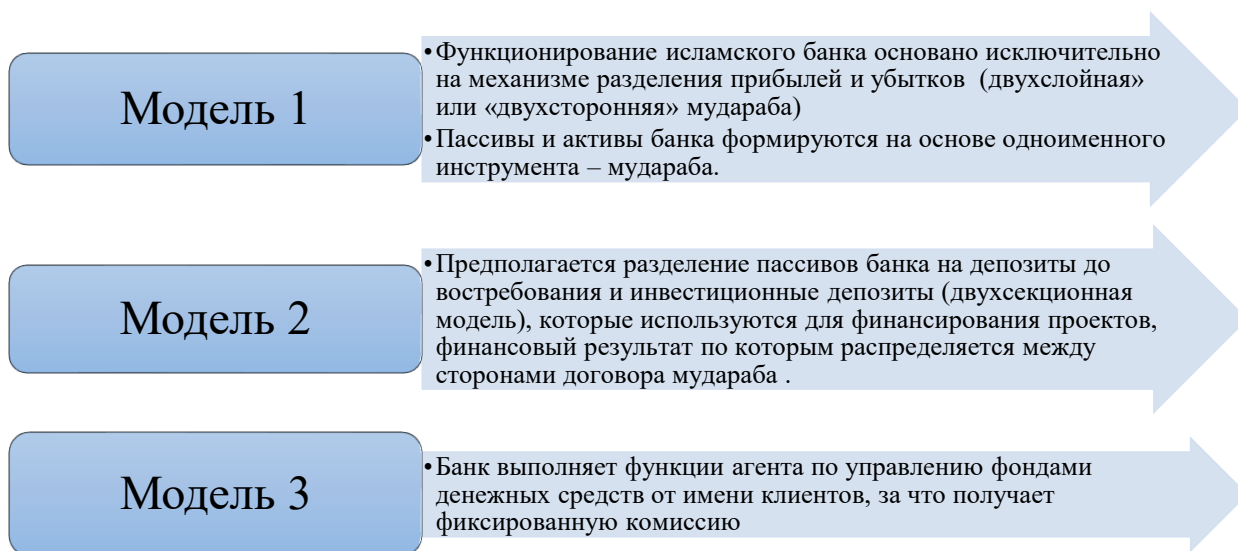 Модель 1
•Функционирование исламского банка основано исключительно
на механизме разделения прибылей и убытков (двухслойная»
или «двухсторонняя» мудараба)
•Пассивы и активы банка формируются на основе одноименного
инструмента – мудараба.
Модель 2
•Предполагается разделение пассивов банка на депозиты до
востребования и инвестиционные депозиты (двухсекционная
модель), которые используются для финансирования проектов,
финансовый результат по которым распределяется между
сторонами договора мудараба .
Модель 3
•Банк выполняет функции агента по управлению фондами
денежных средств от имени клиентов, за что получает
фиксированную комиссию